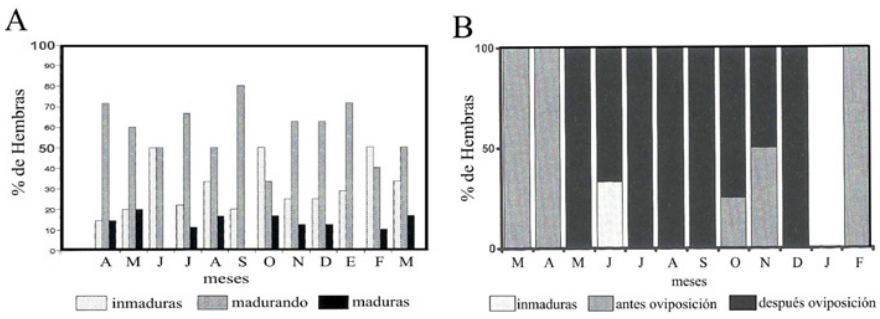 A
% de Hembras
100
90
80
70
60
50
40
30
20
10
0
A M J J A S O N D E F M
meses
inmaduras madurando maduras
B
% de Hembras
100
50
0
M A M J J A S O N D J F
meses
inmaduras antes oviposición después oviposición